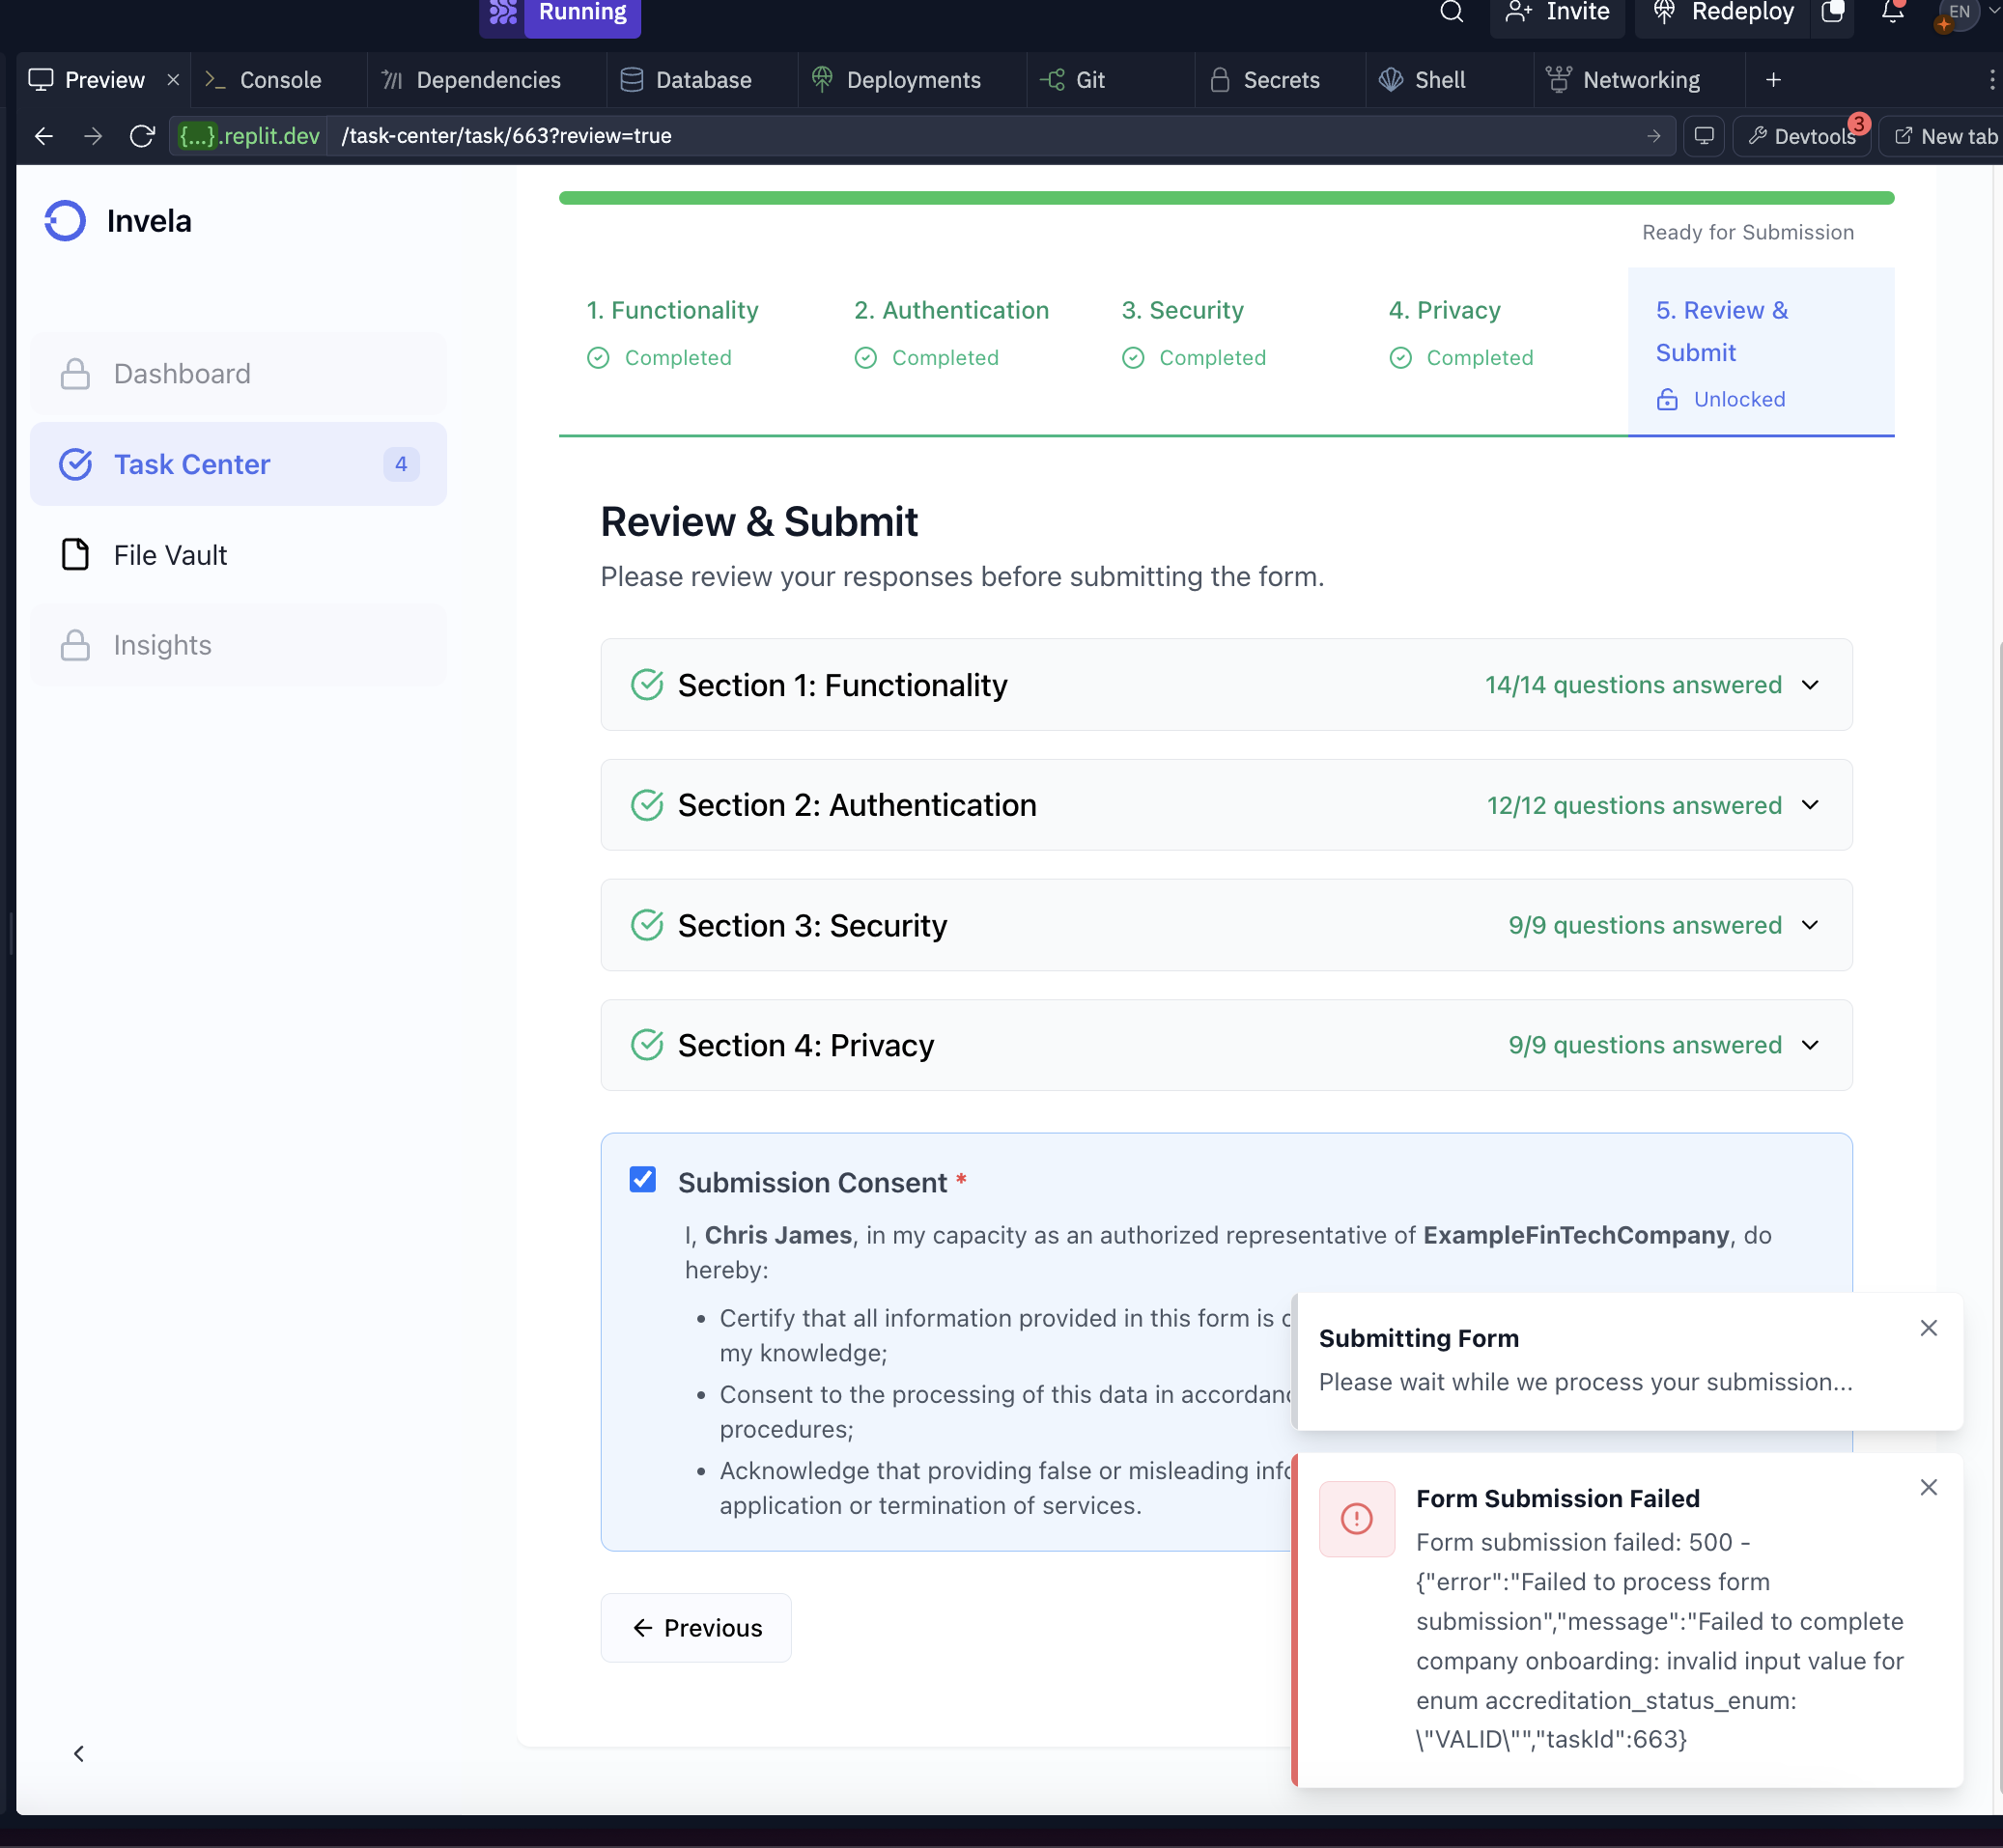 Running
Invite
Redeploy
EN
Preview
Console
Dependencies
Database
Deployments
Git
Secrets
Shell
Networking
{...}.replit.dev
/task-center/task/663?review=true
Devtools
3
New tab
Invela
Dashboard
Task Center
4
File Vault
Insights
Ready for Submission
1. Functionality
Completed
2. Authentication
Completed
3. Security
Completed
4. Privacy
Completed
5. Review &
Submit
Unlocked
Review & Submit
Please review your responses before submitting the form.
Section 1: Functionality
14/14 questions answered
Section 2: Authentication
12/12 questions answered
Section 3: Security
9/9 questions answered
Section 4: Privacy
9/9 questions answered
Submission Consent *
I, Chris James, in my capacity as an authorized representative of ExampleFinTechCompany, do
hereby:
• Certify that all information provided in this form is
my knowledge;
• Consent to the processing of this data in
procedures;
• Acknowledge that providing false or misleading
application or termination of services.
Previous
Submitting Form
Please wait while we process your submission...
Form Submission Failed
Form submission failed: 500 -
{"error":"Failed to process form
submission","message":"Failed to complete
company onboarding: invalid input value for
enum accreditation_status_enum:
\"VALID\"","taskId":663}